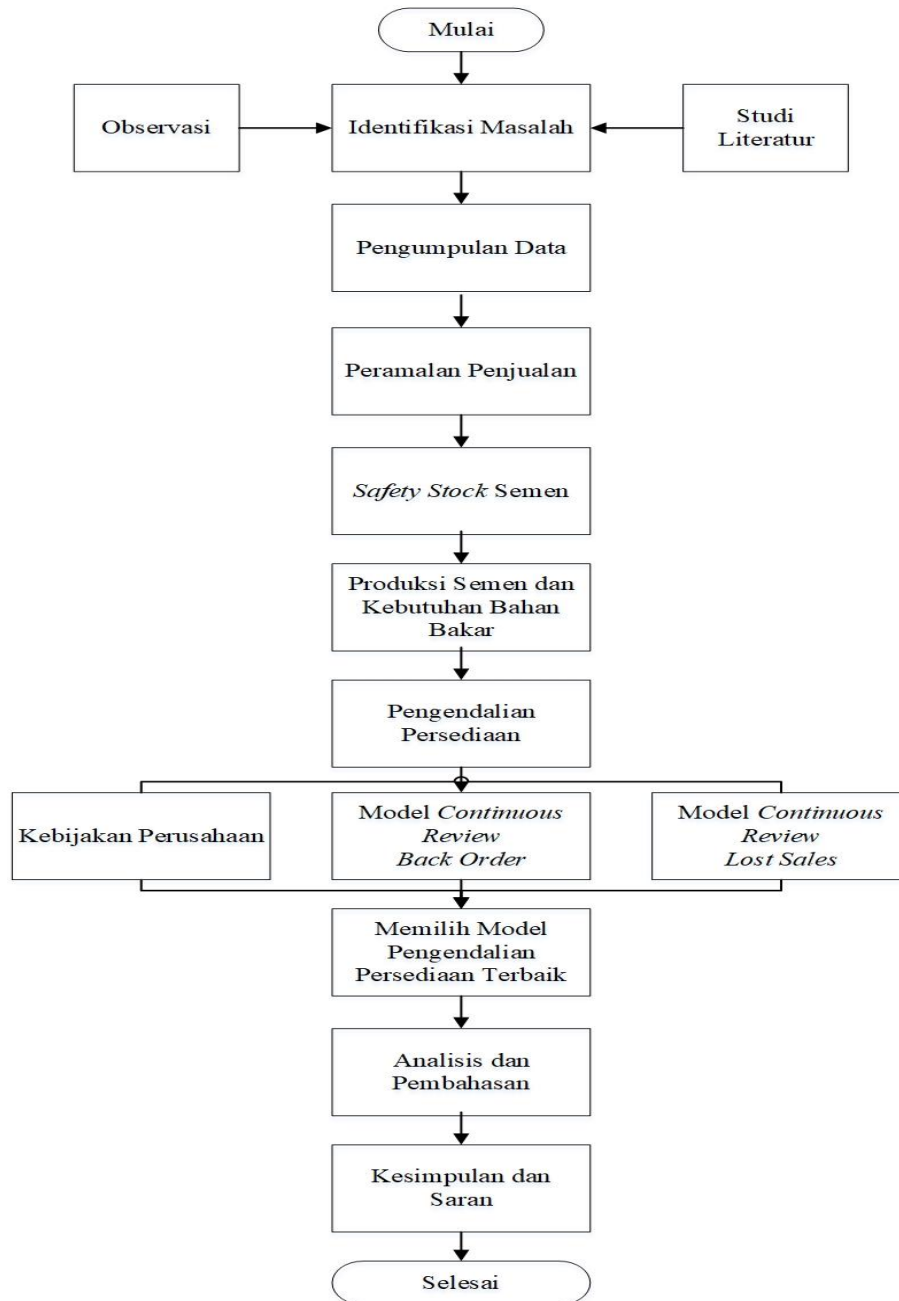 Mulai
Observasi
Identifikasi Masalah
Studi
Literatur
Pengumpulan Data
Peramalan Penjualan
Safety Stock Semen
Produksi Semen dan
Kebutuhan Bahan
Bakar
Pengendalian
Persediaan
Kebijakan Perusahaan
Model Continuous
Review
Back Order
Model Continuous
Review
Lost Sales
Memilih Model
Pengendalian
Persediaan Terbaik
Analisis dan
Pembahasan
Kesimpulan dan
Saran
Selesai